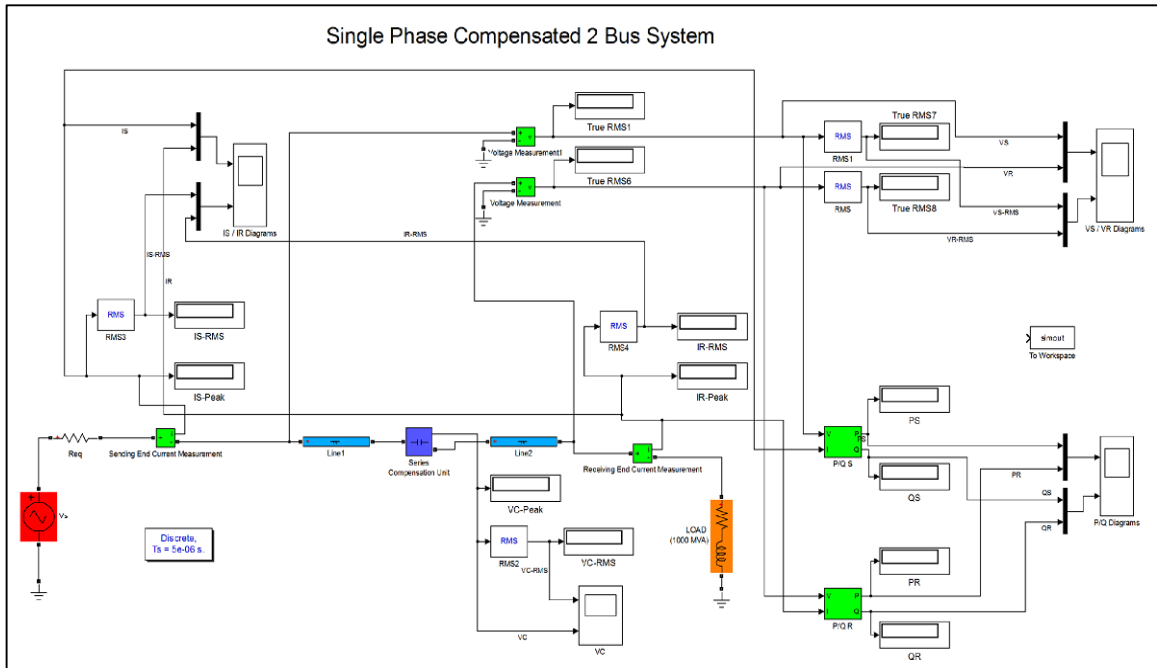 Single Phase Compensated 2 Bus System
IS
IS / IR Diagrams
IS-RMS
IR
IR-RMS
RMS
RMS3
IS-RMS
IS-Peak
True RMS1
Voltage Measurement1
True RMS6
Voltage Measurement
RMS
RMS1
True RMS7
RMS
RMS
True RMS8
VS
VR
VS-RMS
VR-RMS
VS / VR Diagrams
RMS
RMS4
IR-RMS
IR-Peak
simout
To Workspace
Req
Sending End Current Measurement
Line1
Series
Compensation Unit
Line2
Receiving End Current Measurement
Discrete,
Ts = 5e-06 s.
VC-Peak
RMS
RMS2
VC-RMS
VC-RMS
VC
VC
LOAD
(1000 MVA)
V
I
P
Q
P/Q S
PS
PS
QS
PR
QS
QR
P/Q Diagrams
V
I
P
Q
P/Q R
PR
QR